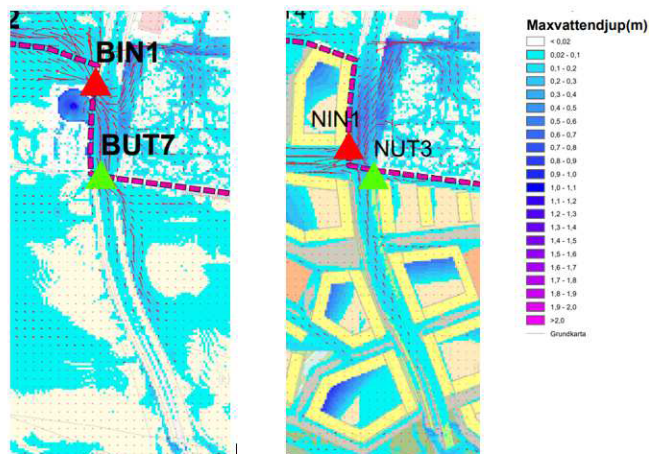 2
BIN1
BUT7
14
NIN1
NUT3
Maxvattendjup(m)
< 0,02
0,02 - 0,1
0,1 - 0,2
0,2 - 0,3
0,3 - 0,4
0,4 - 0,5
0,5 - 0,6
0,6 - 0,7
0,7 - 0,8
0,8 - 0,9
0,9 - 1,0
1,0 - 1,1
1,1 - 1,2
1,2 - 1,3
1,3 - 1,4
1,4 - 1,5
1,5 - 1,6
1,6 - 1,7
1,7 - 1,8
1,8 - 1,9
1,9 - 2,0
>2,0
Grundkarta